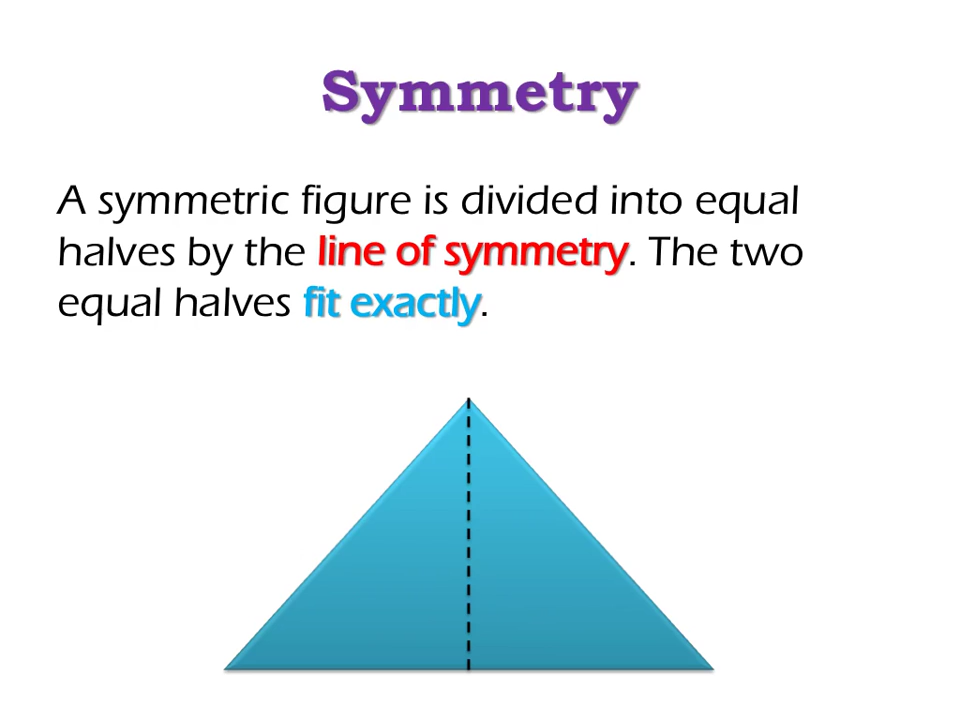 Symmetry
A symmetric figure is divided into equal
halves by the line of symmetry. The two
equal halves fit exactly.